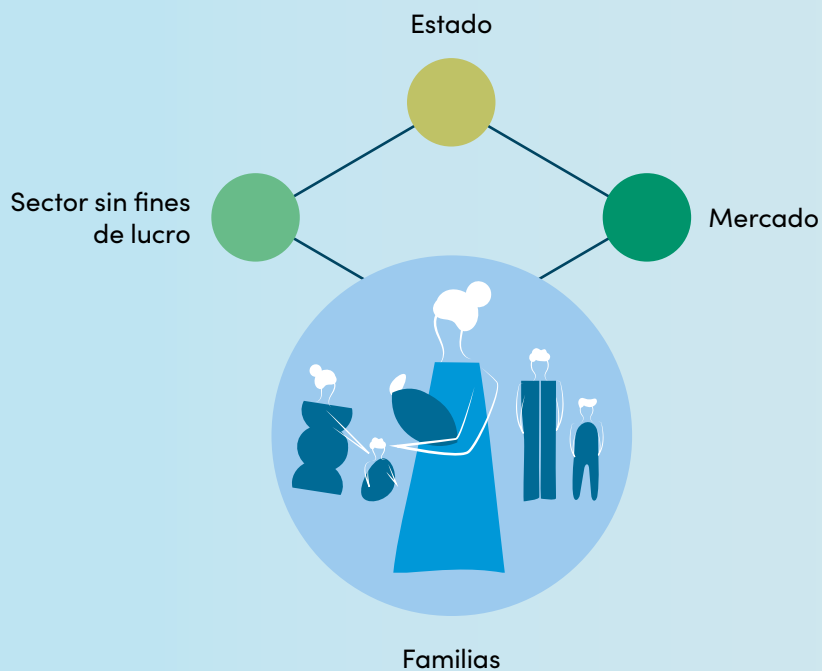 Estado
Sector sin fines
de lucro
Mercado
Familias